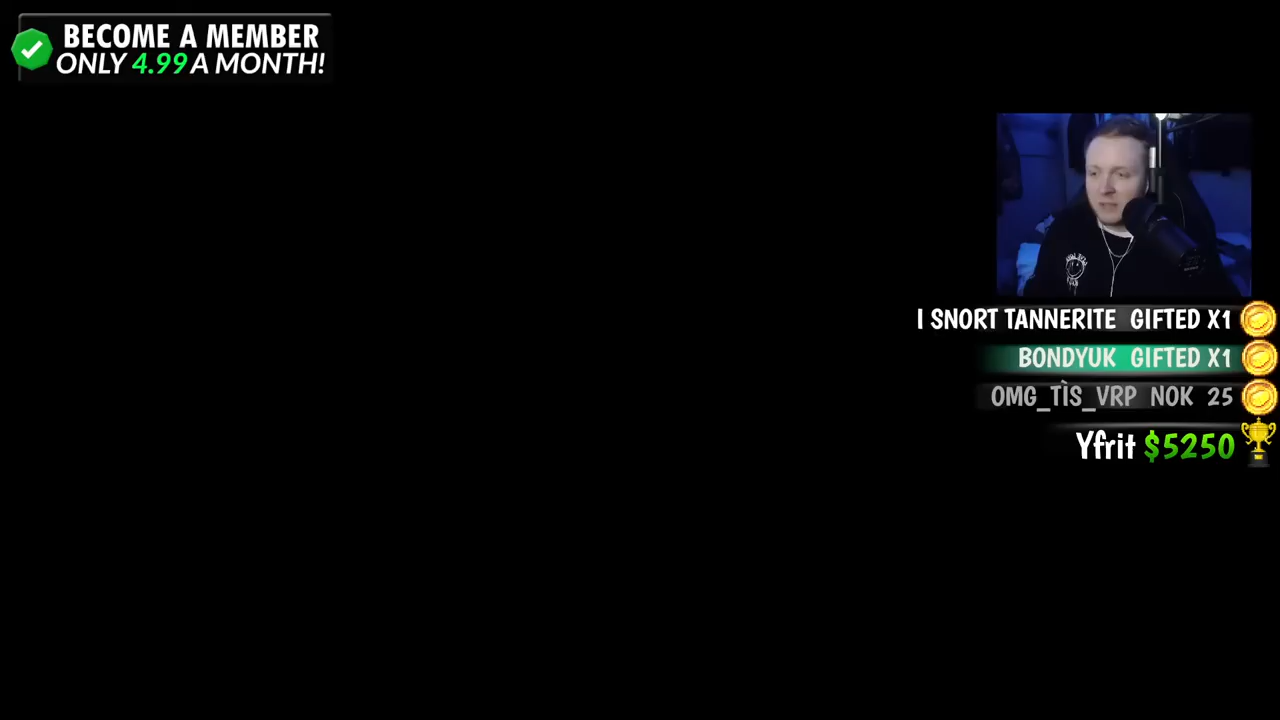 BECOME A MEMBER
ONLY 4.99 A MONTH!
I SNORT TANNERITE GIFTED X1
BONDYUK GIFTED X1
OMG_TÌS_VRP NOK 25
Yfrit $5250